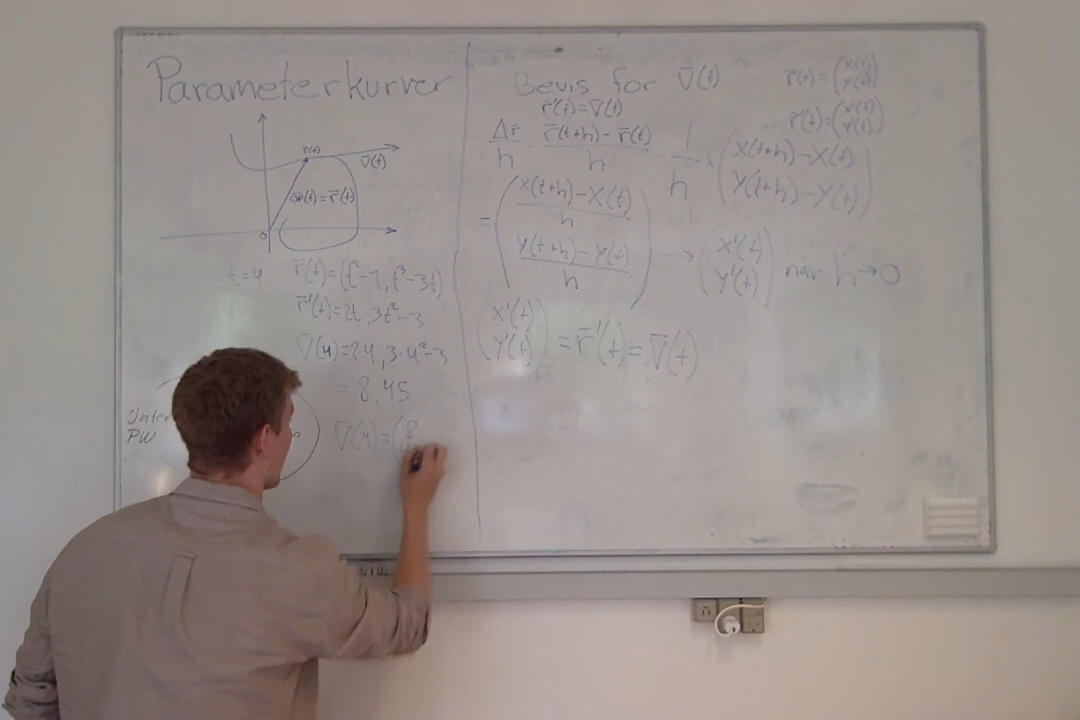 Parameterkurver
P(t)
v̄(t)
OP(t)=r̄(t)
0
t=4
r̄(t)=(t²-1, t³-3t)
r̄'(t)=2t, 3t²-3
v̄(4)=2·4, 3·4²-3
= 8, 45
v̄(4)=(8
PW
Bevis for v̄(t)
r̄'(t)=v̄(t)
r̄(t)=(x(t)
y(t))
r̄'(t)=(x'(t)
y'(t))
Δr̄/h = r̄(t+h)-r̄(t)/h = 1/h · (x(t+h)-x(t)
y(t+h)-y(t))
= (x(t+h)-x(t)/h
y(t+h)-y(t)/h) → (x'(t)
y'(t)) når h→0
(x'(t)
y'(t)) = r̄'(t) = v̄(t)